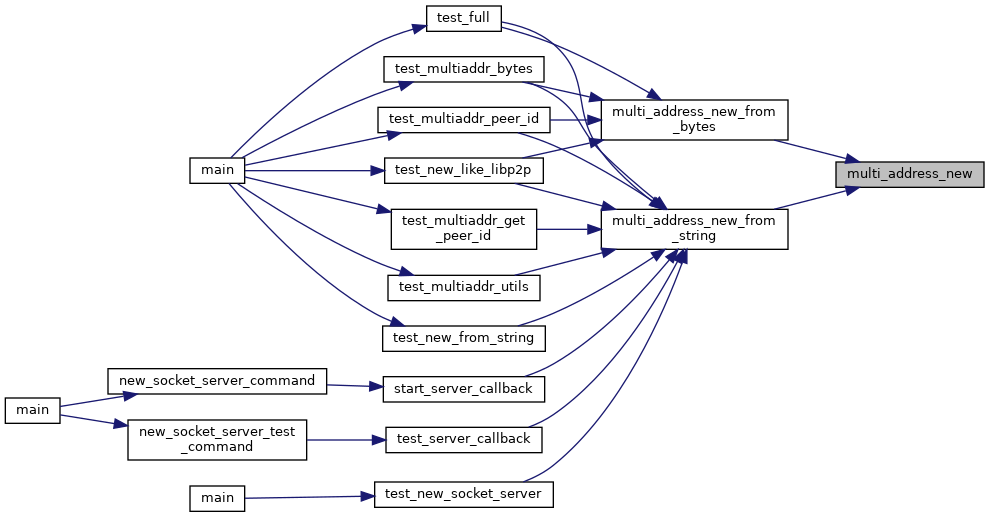 test_full
test_multiaddr_bytes
multi_address_new_from
_bytes
test_multiaddr_peer_id
main
test_new_like_libp2p
multi_address_new
test_multiaddr_get
_peer_id
multi_address_new_from
_string
test_multiaddr_utils
test_new_from_string
new_socket_server_command
start_server_callback
main
new_socket_server_test
_command
test_server_callback
main
test_new_socket_server